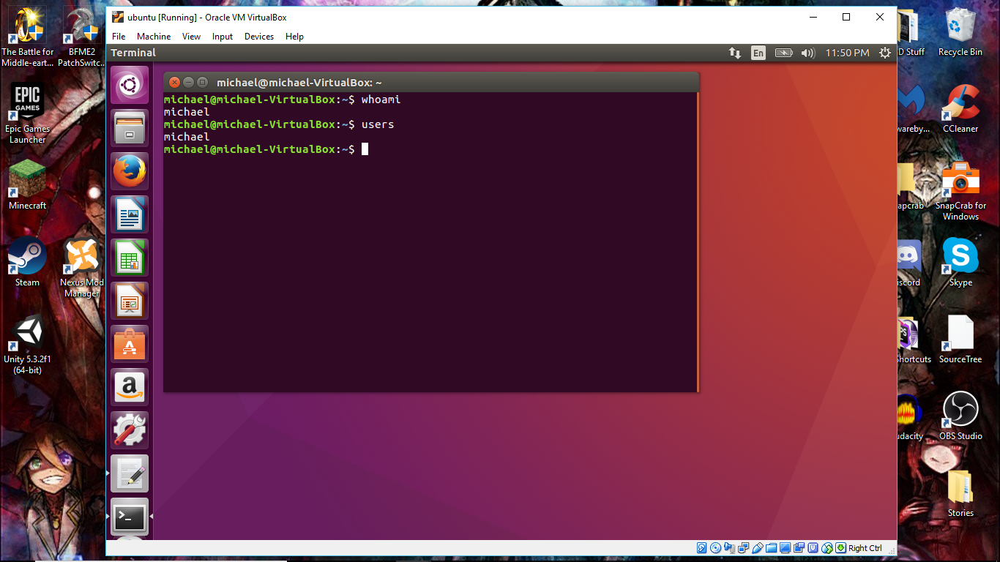 ubuntu [Running] - Oracle VM VirtualBox
File Machine View Input Devices Help
Terminal
En
11:50 PM
michael@michael-VirtualBox: ~
michael@michael-VirtualBox:~$ whoami
michael
michael@michael-VirtualBox:~$ users
michael
michael@michael-VirtualBox:~$
Right Ctrl
The Battle for
Middle-eart...
BFME2
PatchSwitc...
EPIC
GAMES
Epic Games
Launcher
Minecraft
Steam
Nexus Mod
Manager
Unity 5.3.2f1
(64-bit)
a
D Stuff
Recycle Bin
wareby...
CCleaner
apcrab
SnapCrab for
Windows
iscord
S
Skype
PS
Shortcuts
SourceTree
udacity
OBS Studio
Stories